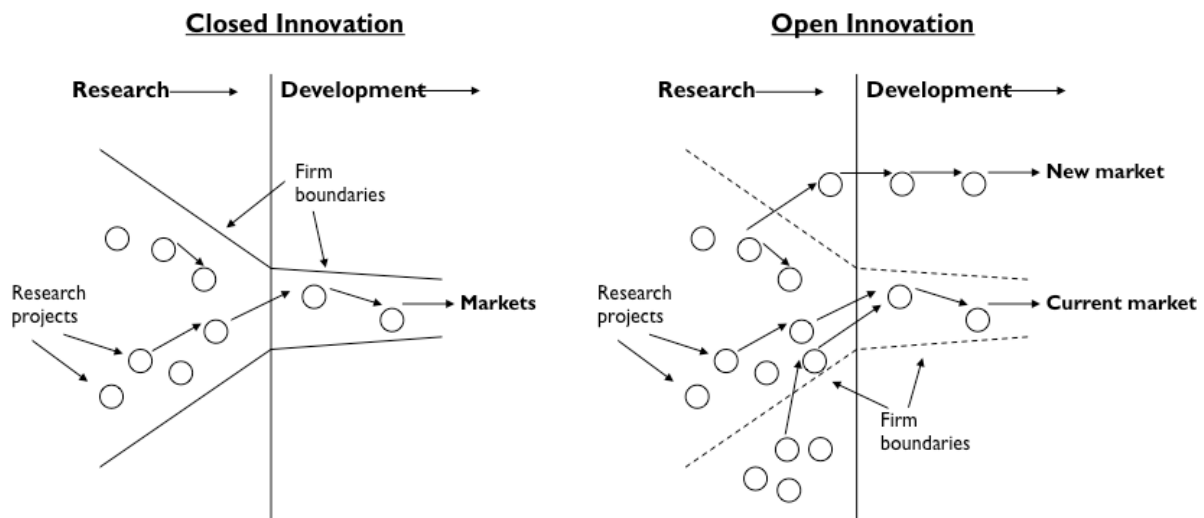 Closed Innovation
Research
Development
Firm
boundaries
Research
projects
Markets
Open Innovation
Research
Development
New market
Research
projects
Current market
Firm
boundaries